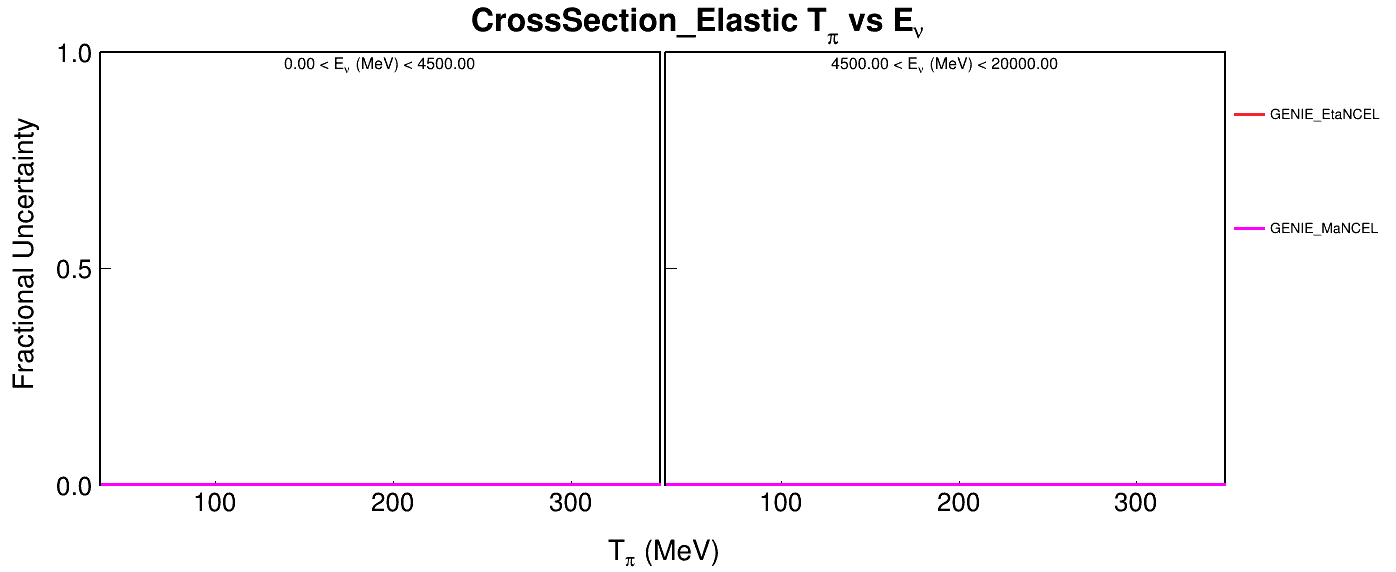 CrossSection_Elastic Tπ vs Eν
0.00 < Eν (MeV) < 4500.00
4500.00 < Eν (MeV) < 20000.00
GENIE_EtaNCEL
GENIE_MaNCEL
Fractional Uncertainty
1.0
0.5
0.0
100 200 300
100 200 300
Tπ (MeV)